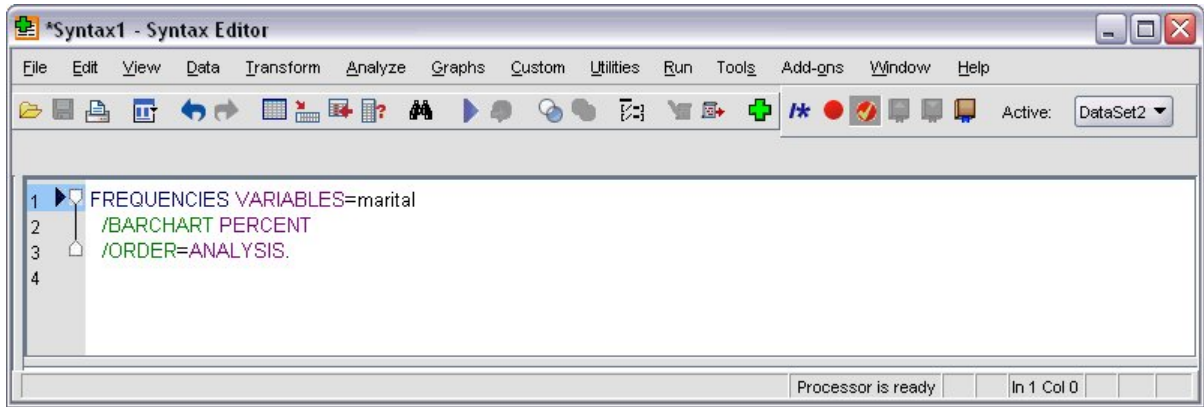 *Syntax1 - Syntax Editor
File Edit View Data Transform Analyze Graphs Custom Utilities Run Tools Add-ons Window Help
Active: DataSet2
1 FREQUENCIES VARIABLES=marital
2 /BARCHART PERCENT
3 /ORDER=ANALYSIS.
4
Processor is ready In 1 Col 0